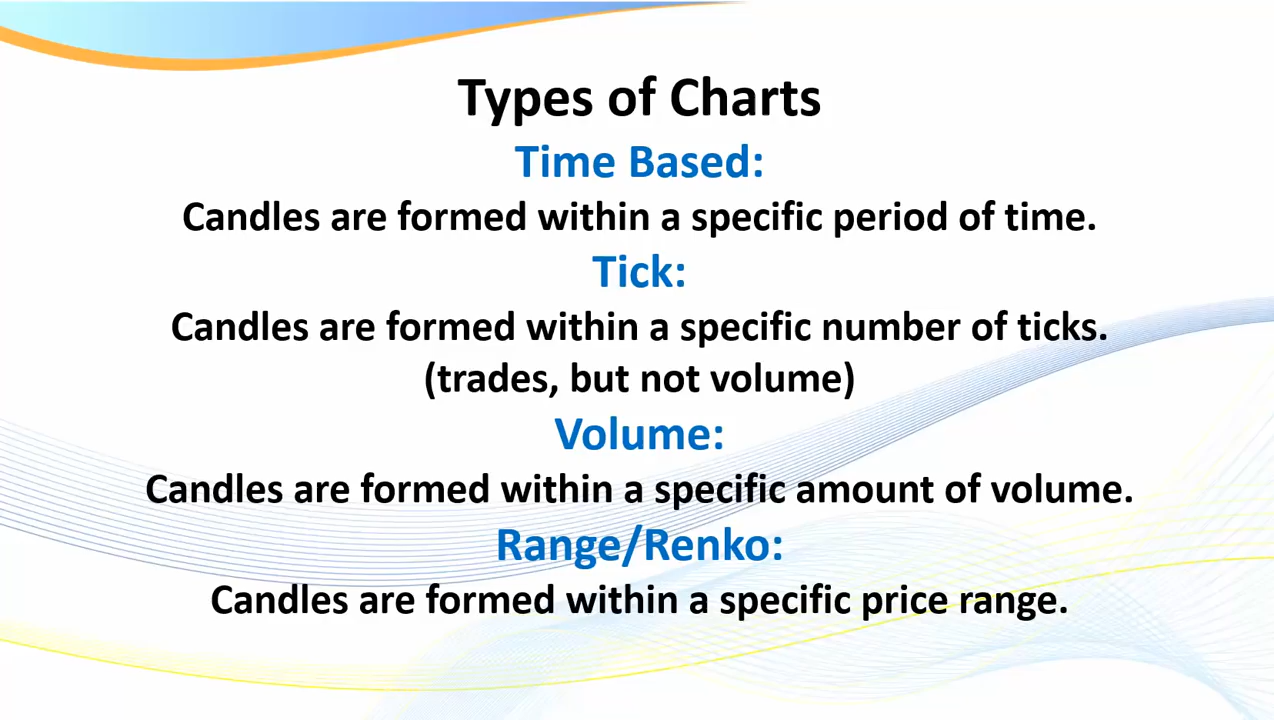 Types of Charts
Time Based:
Candles are formed within a specific period of time.
Tick:
Candles are formed within a specific number of ticks.
(trades, but not volume)
Volume:
Candles are formed within a specific amount of volume.
Range/Renko:
Candles are formed within a specific price range.